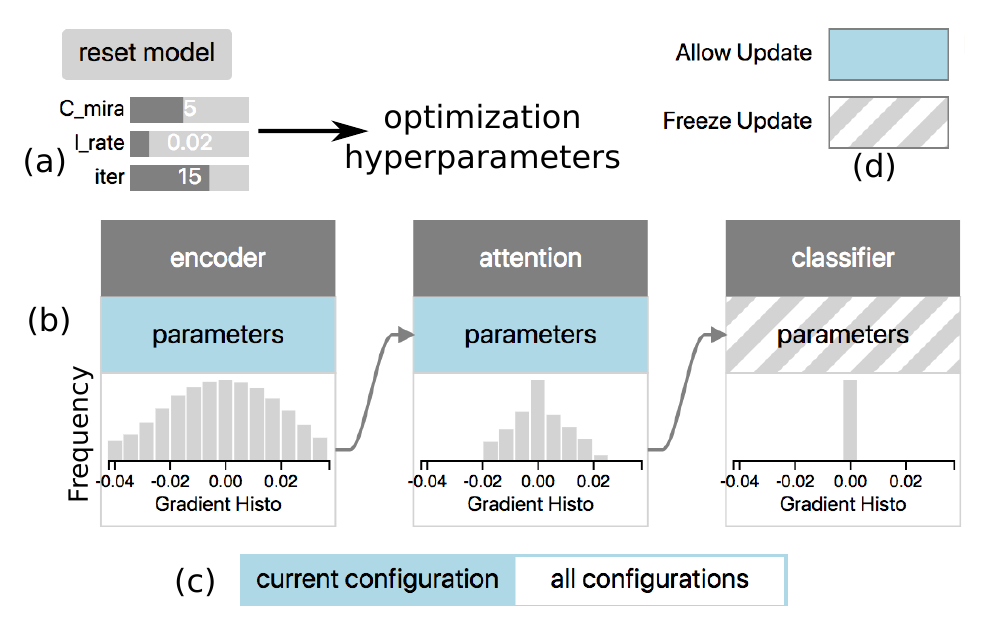 reset model
C_mira 5
l_rate 0.02
iter 15
(a)
optimization
hyperparameters
Allow Update
Freeze Update
(d)
encoder
attention
classifier
(b)
parameters
parameters
parameters
Frequency
-0.04 -0.02 0.00 0.02
Gradient Histo
-0.04 -0.02 0.00 0.02
Gradient Histo
-0.04 -0.02 0.00 0.02
Gradient Histo
(c)
current configuration
all configurations